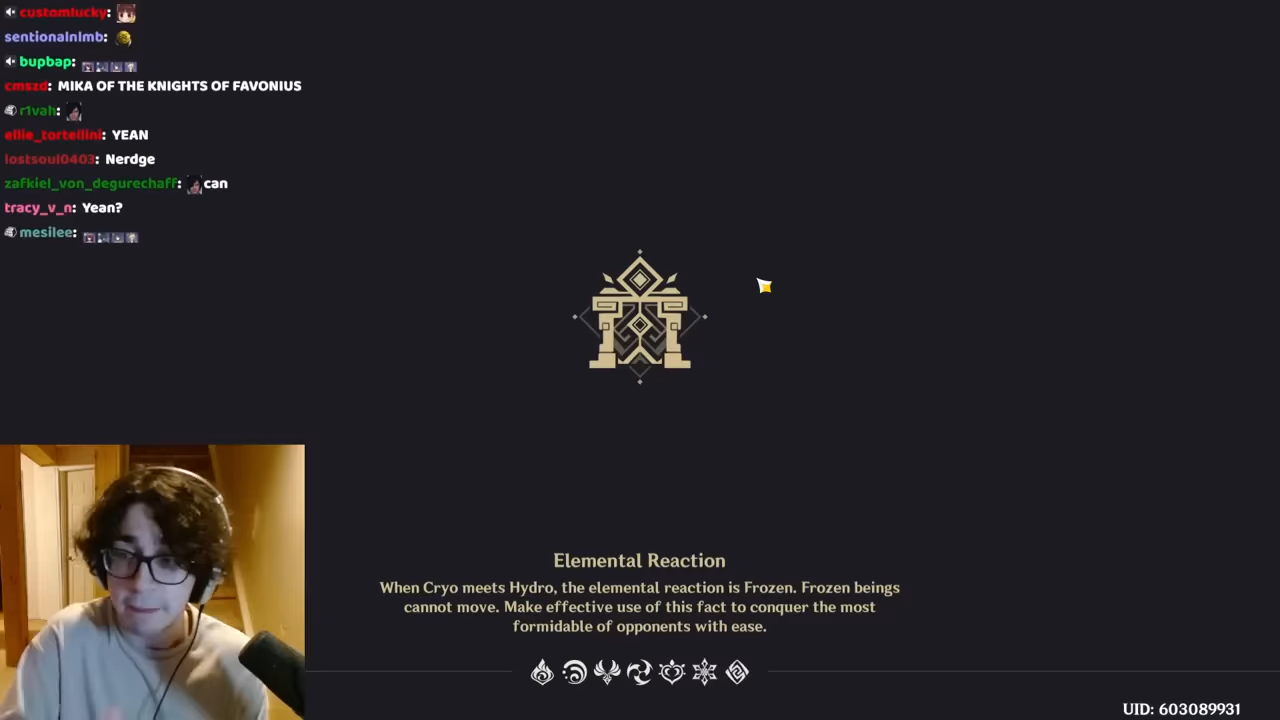 customlucky:
sentionalnlmb:
bupbap:
cmszd: MIKA OF THE KNIGHTS OF FAVONIUS
r1vah:
ellie_tortellini: YEAN
lostsoul0403: Nerdge
zafkiel_von_degurechaff: can
tracy_v_n: Yean?
mesilee:
Elemental Reaction
When Cryo meets Hydro, the elemental reaction is Frozen. Frozen beings
cannot move. Make effective use of this fact to conquer the most
formidable of opponents with ease.
UID: 603089931